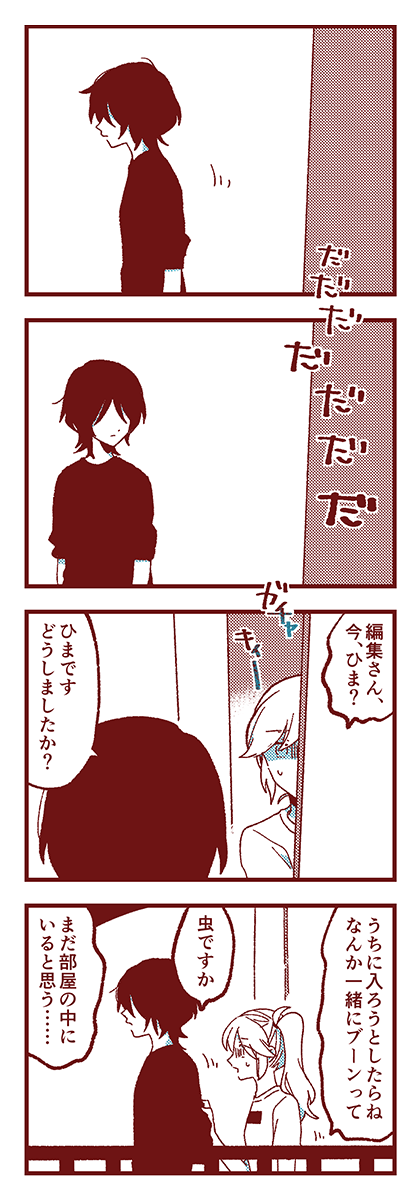 だ
だ
だ
だ
だ
だ
だ
ガチャ
キィー
編集さん、
今、ひま?
ひまです
どうしましたか?
うちに入ろうとしたらね
なんか一緒にブーンって
虫ですか
まだ部屋の中に
いると思う……